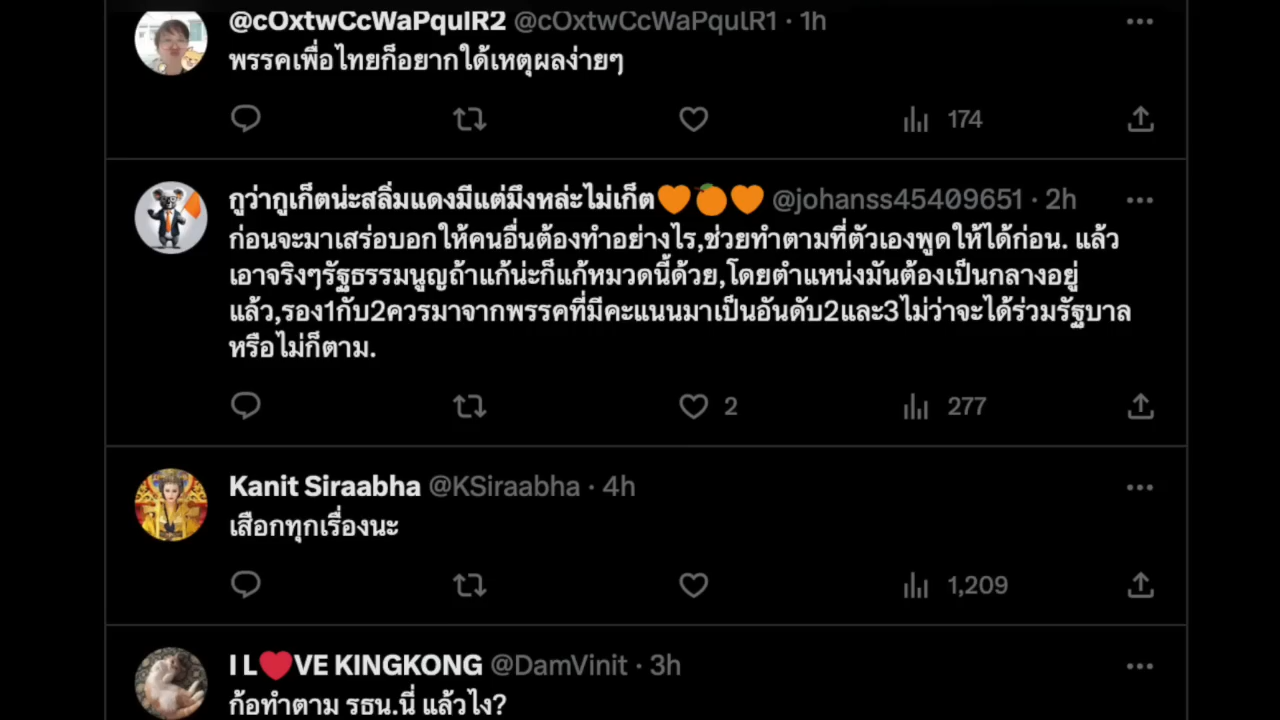 @cOxtwCcWaPqulR2 @cOxtwCcWaPqulR1 · 1h
พรรคเพื่อไทยก็อยากใด้เหตุผลง่ายๆ
174
กูว่ากูเก็ตน่ะสลิ่มแดงมีแต่มึงหล่ะไม่เก็ต🧡🍊🧡 @johanss45409651 · 2h
ก่อนจะมาเสร่อบอกให้คนอื่นต้องทำอย่างไร,ช่วยทำตามที่ตัวเองพูดให้ได้ก่อน. แล้ว
เอาจริงๆรัฐธรรมนูญถ้าแก้น่ะก็แก้หมวดนี้ด้วย,โดยตำแหน่งมันต้องเป็นกลางอยู่
แล้ว,รอง1กับ2ควรมาจากพรรคที่มีคะแนนมาเป็นอันดับ2และ3ไม่ว่าจะได้ร่วมรัฐบาล
หรือไม่ก็ตาม.
2 277
Kanit Siraabha @KSiraabha · 4h
เสือกทุกเรื่องนะ
1,209
I L❤️VE KINGKONG @DamVinit · 3h
ก้อทำตาม รธน.นี่ แล้วไง?